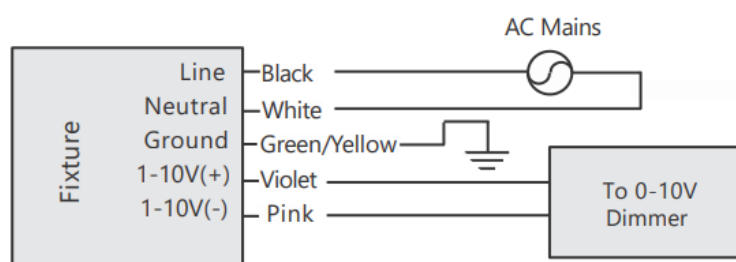 AC Mains
Line Black
Neutral White
Ground Green/Yellow
1-10V(+) Violet
1-10V(-) Pink
Fixture
To 0-10V
Dimmer